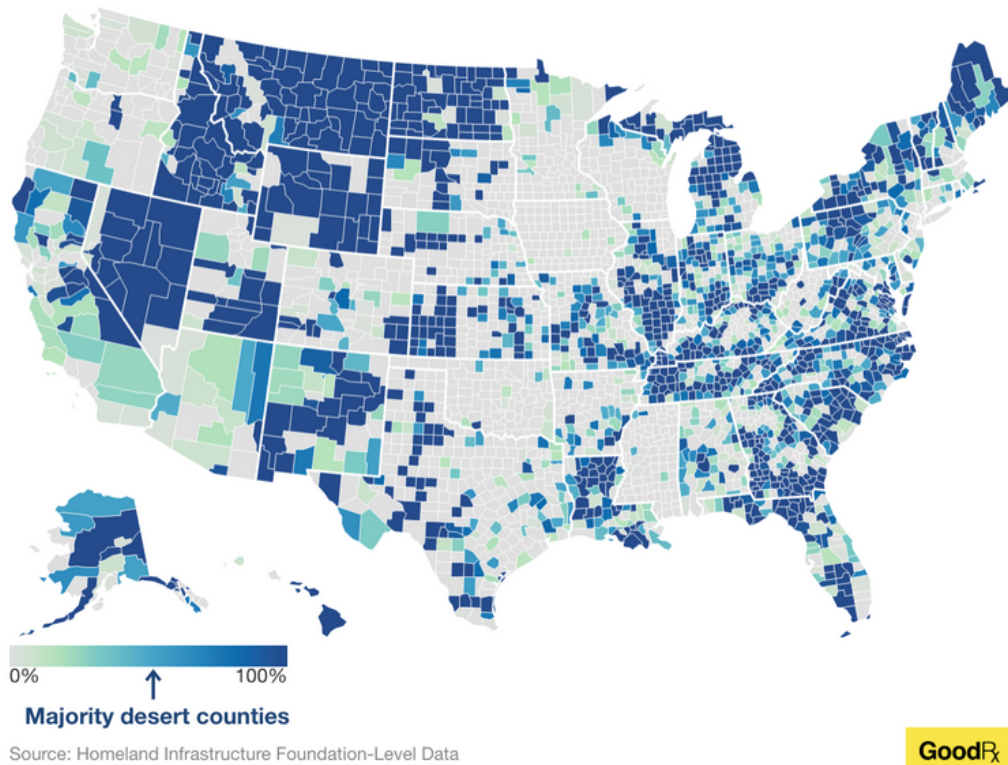 0%
100%
Majority desert counties
Source: Homeland Infrastructure Foundation-Level Data
GoodRx